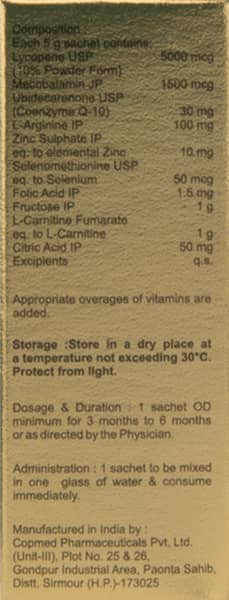 Composition :
Each 5 g sachet contains:
Lycopene USP 5000 mcg
(10% Powder Form)
Mecobalamin JP 1500 mcg
Ubidecarenone USP
(Coenzyme Q-10) 30 mg
L-Arginine IP 100 mg
Zinc Sulphate IP
eq. to elemental Zinc 10 mg
Selenomethionine USP
eq. to Selenium 50 mcg
Folic Acid IP 1.5 mg
Fructose IP 1 g
L-Carnitine Fumarate
eq. to L-Carnitine 1 g
Citric Acid IP 50 mg
Excipients q.s.
Appropriate overages of vitamins are
added.
Storage :Store in a dry place at
a temperature not exceeding 30°C.
Protect from light.
Dosage & Duration : 1 sachet OD
minimum for 3 months to 6 months
or as directed by the Physician.
Administration : 1 sachet to be mixed
in one glass of water & consume
immediately.
Manufactured in India by :
Copmed Pharmaceuticals Pvt. Ltd.
(Unit-III), Plot No. 25 & 26,
Gondpur Industrial Area, Paonta Sahib,
Distt. Sirmour (H.P.)-173025